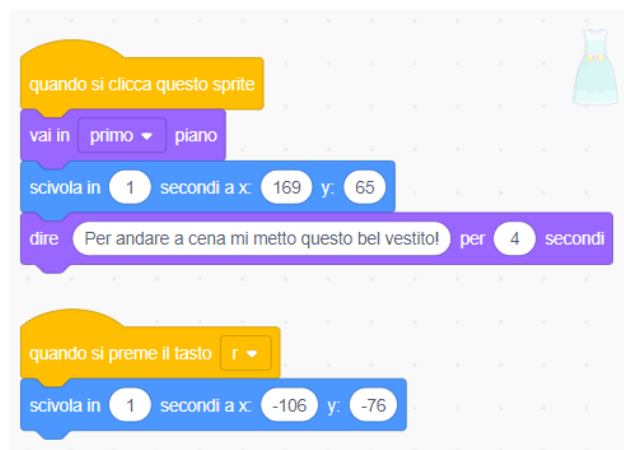 quando si clicca questo sprite
vai in primo piano
scivola in 1 secondi a x: 169 y: 65
dire Per andare a cena mi metto questo bel vestito! per 4 secondi
quando si preme il tasto r
scivola in 1 secondi a x: -106 y: -76